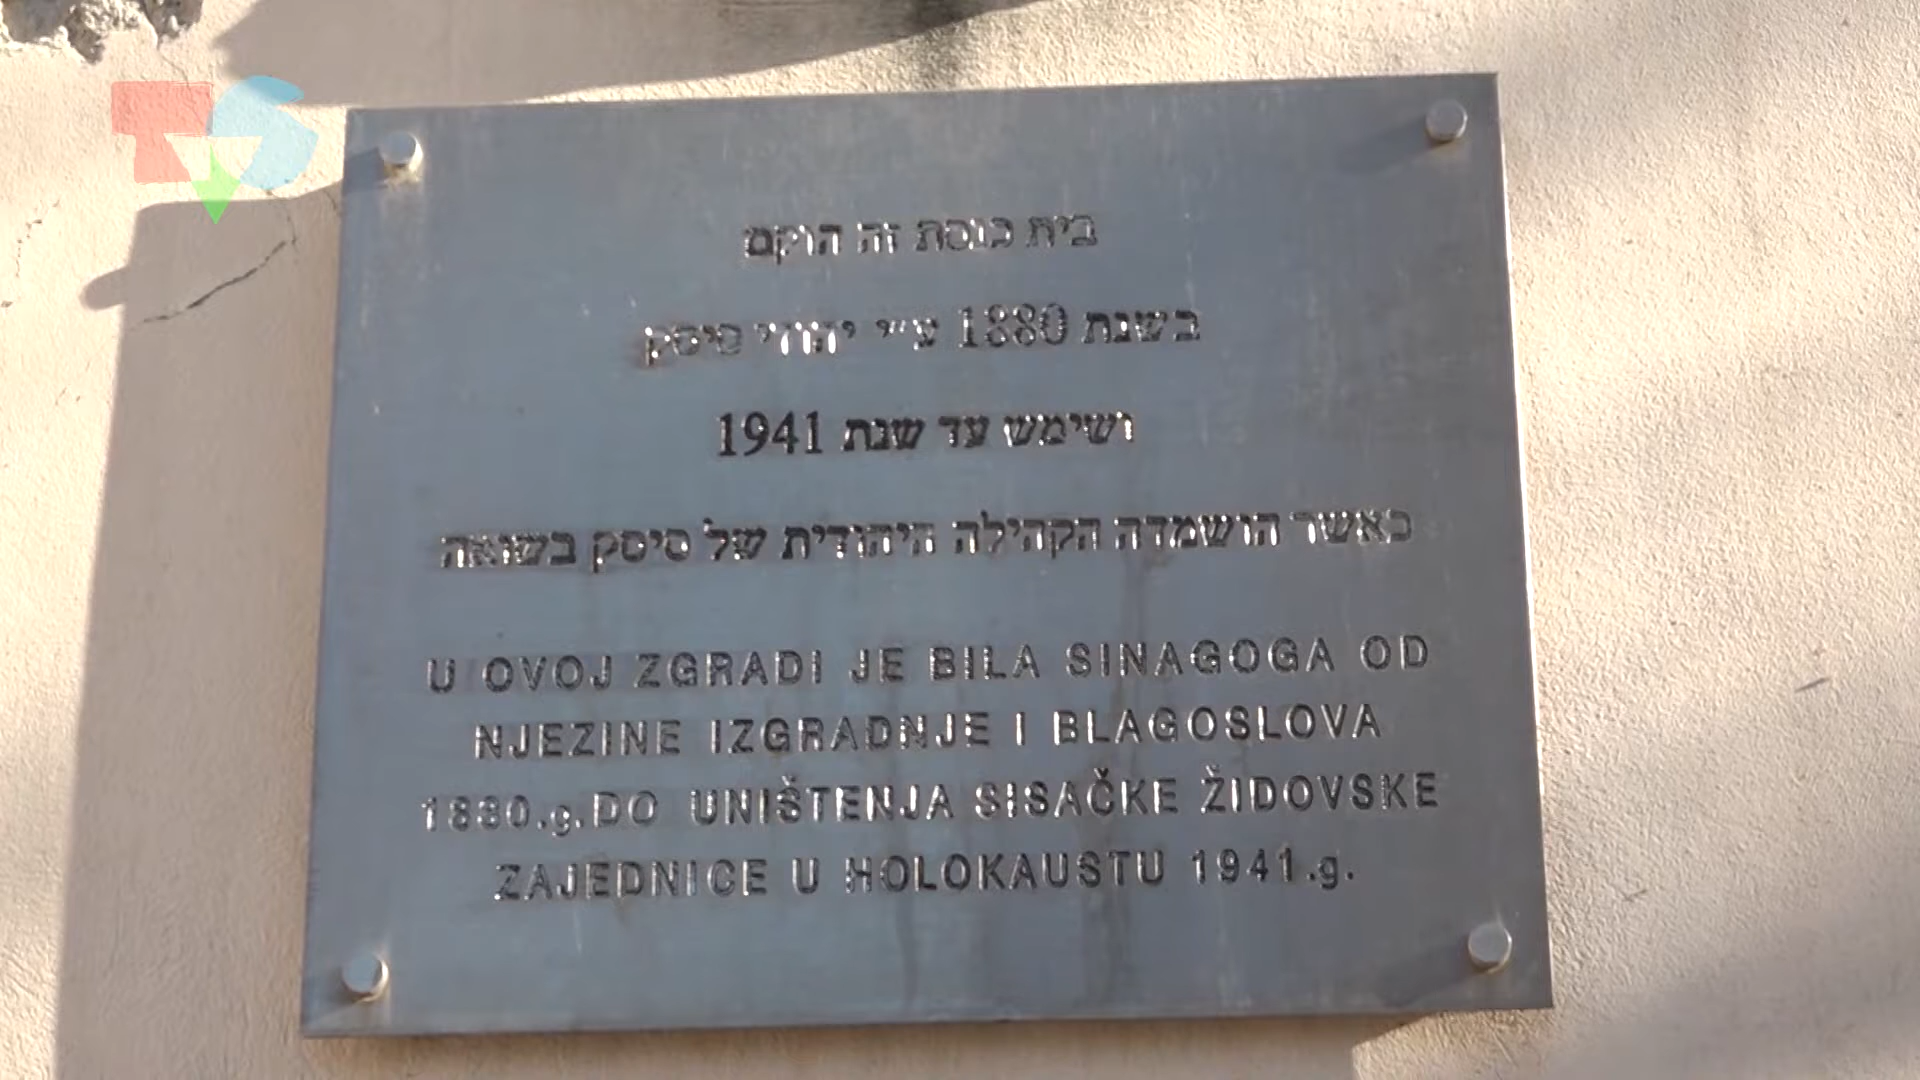 בית כנסת זה הוקם
בשנת 1880 ע״י יהודי סיסק
ושימש עד שנת 1941
כאשר הושמדה הקהילה היהודית של סיסק בשואה
U OVOJ ZGRADI JE BILA SINAGOGA OD
NJEZINE IZGRADNJE I BLAGOSLOVA
1880.g.DO UNIŠTENJA SISAČKE ŽIDOVSKE
ZAJEDNICE U HOLOKAUSTU 1941.g.